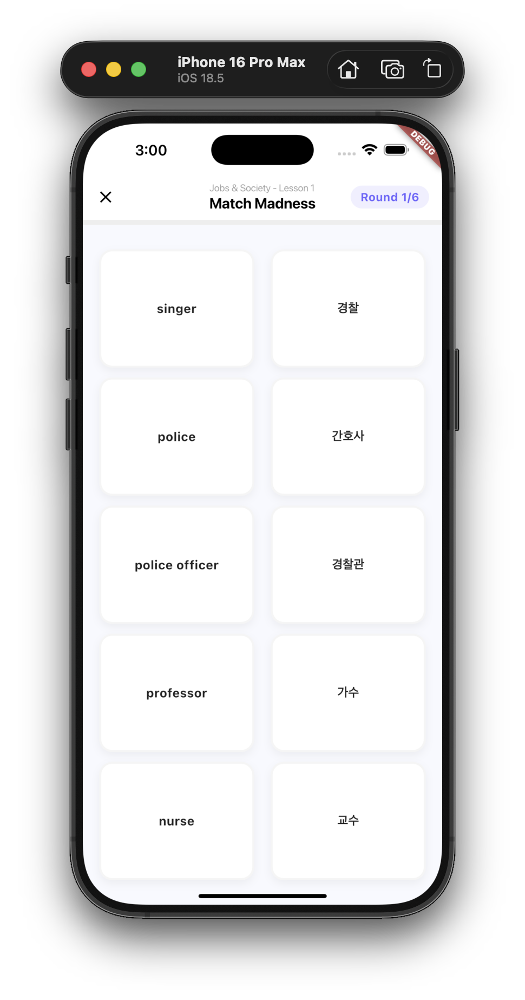 iPhone 16 Pro Max
iOS 18.5
3:00
DEBUG
Jobs & Society - Lesson 1
Match Madness
Round 1/6
singer
경찰
police
간호사
police officer
경찰관
professor
가수
nurse
교수